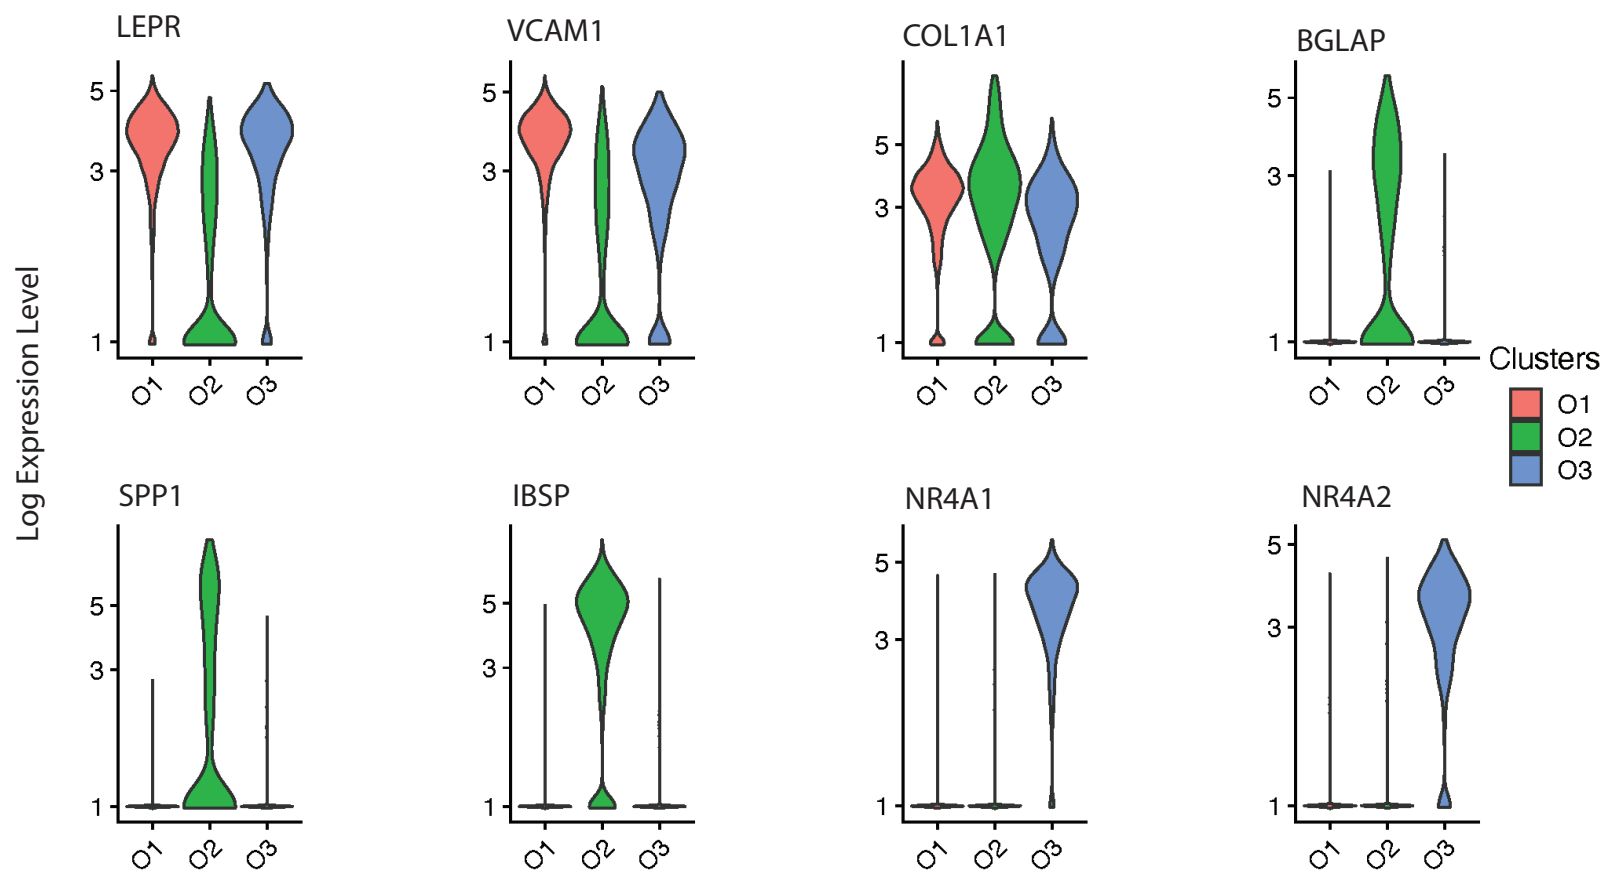 LEPR
VCAM1
COL1A1
BGLAP
5
3
1
O1 O2 O3
5
3
1
O1 O2 O3
5
3
1
O1 O2 O3
5
3
1
O1 O2 O3
Log Expression Level
Clusters
O1
O2
O3
SPP1
IBSP
NR4A1
NR4A2
5
3
1
O1 O2 O3
5
3
1
O1 O2 O3
5
3
1
O1 O2 O3
5
3
1
O1 O2 O3